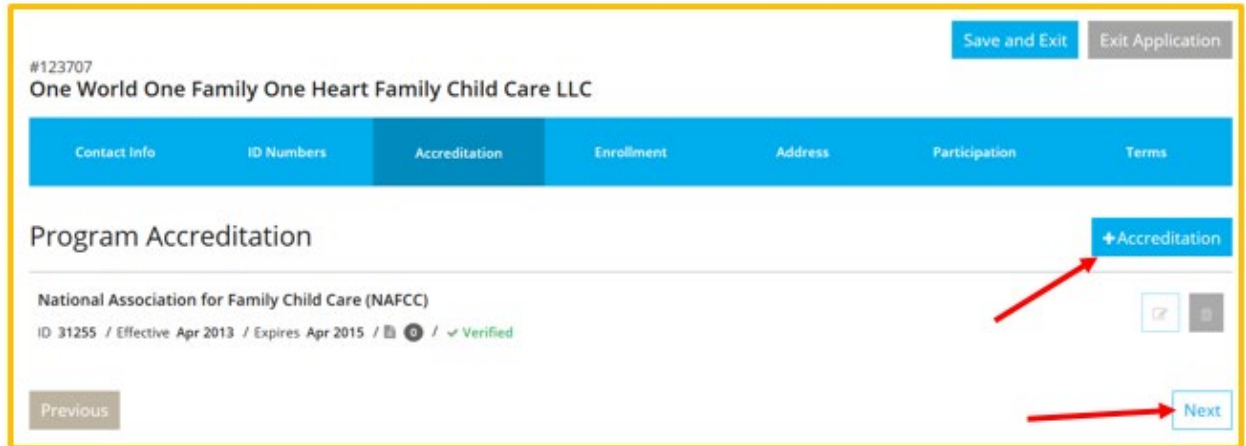 Save and Exit Exit Application
#123707
One World One Family One Heart Family Child Care LLC
Contact Info ID Numbers Accreditation Enrollment Address Participation Terms
Program Accreditation
+Accreditation
National Association for Family Child Care (NAFCC)
ID 31255 / Effective Apr 2013 / Expires Apr 2015 / 0 / ✓ Verified
Previous
Next